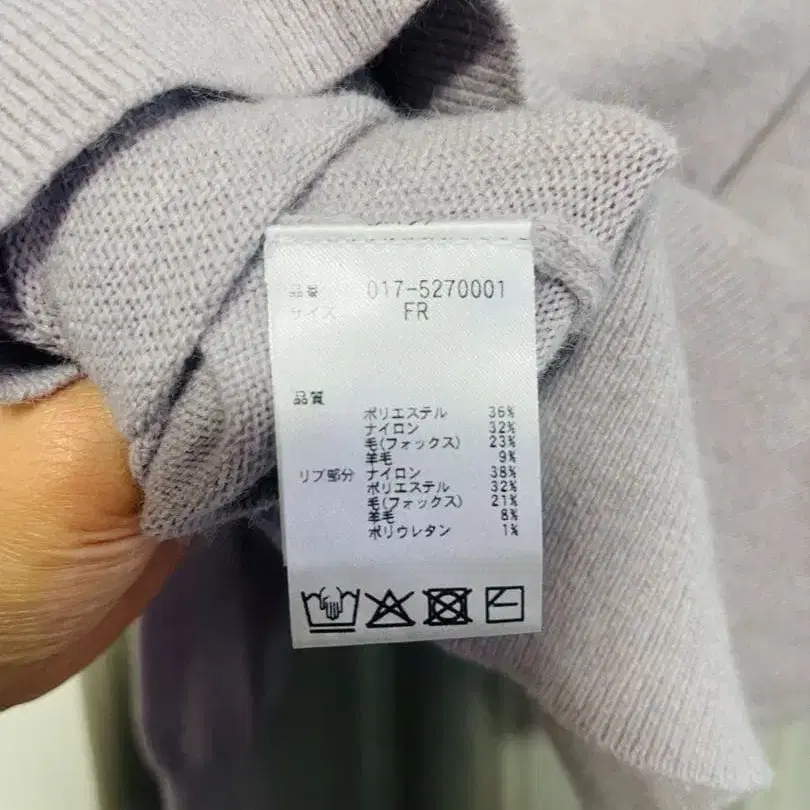 品番 017-5270001
サイズ FR
品質
ポリエステル 36%
ナイロン 32%
毛(フォックス) 23%
羊毛 9%
リブ部分 ナイロン 38%
ポリエステル 32%
毛(フォックス) 21%
羊毛 8%
ポリウレタン 1%